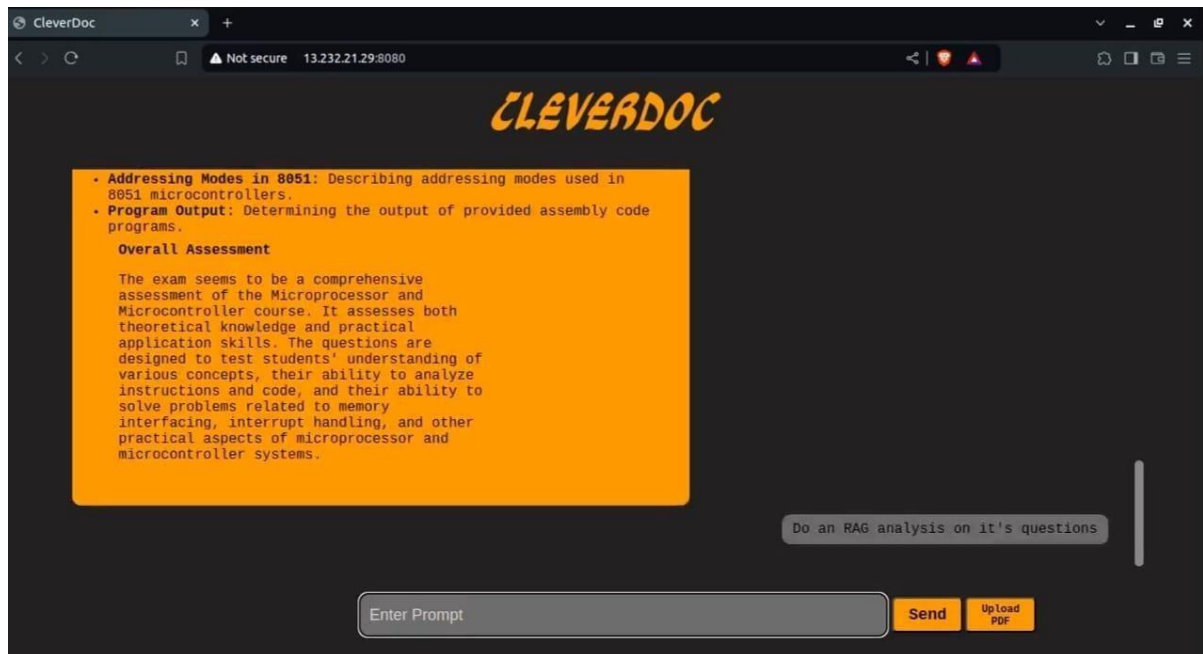 CleverDoc
Not secure 13.232.21.29:8080
CLEVERDOC
• Addressing Modes in 8051: Describing addressing modes used in
8051 microcontrollers.
• Program Output: Determining the output of provided assembly code
programs.
Overall Assessment
The exam seems to be a comprehensive
assessment of the Microprocessor and
Microcontroller course. It assesses both
theoretical knowledge and practical
application skills. The questions are
designed to test students' understanding of
various concepts, their ability to analyze
instructions and code, and their ability to
solve problems related to memory
interfacing, interrupt handling, and other
practical aspects of microprocessor and
microcontroller systems.
Do an RAG analysis on it's questions
Enter Prompt
Send
Upload
PDF